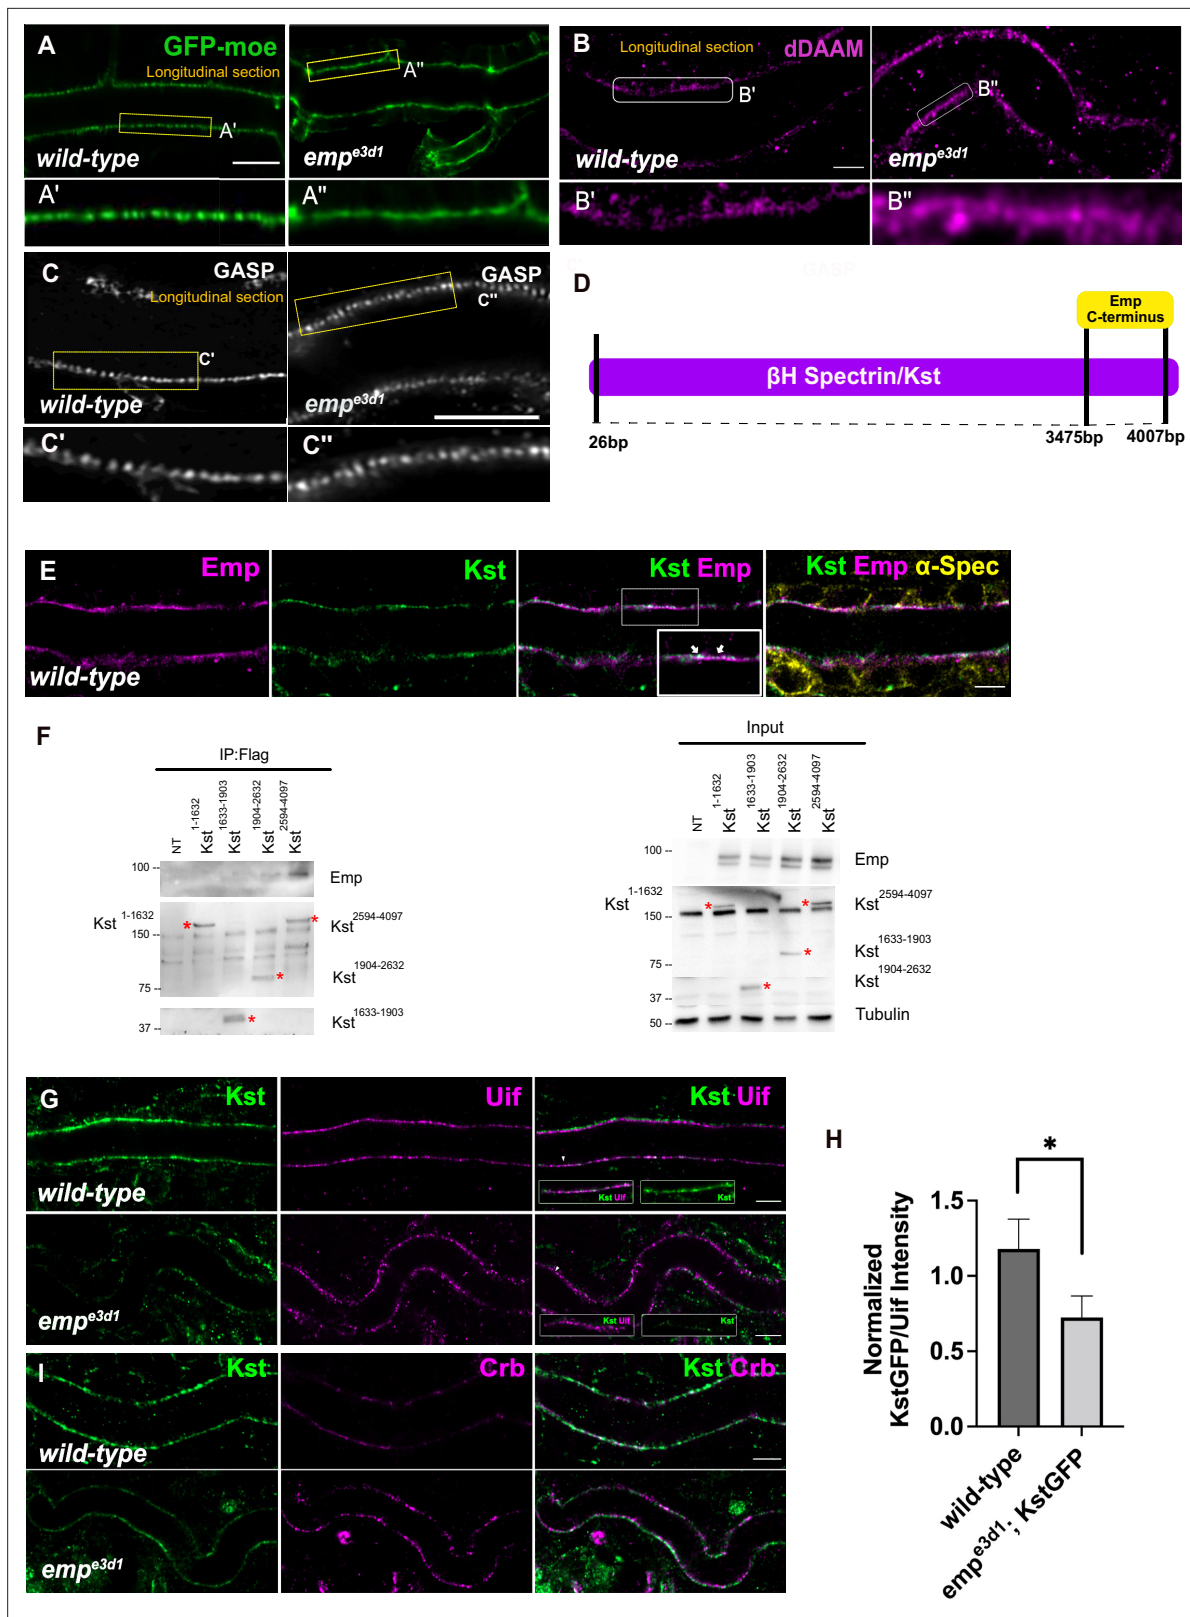 A
GFP-moe
Longitudinal section
A'
wild-type
A''
emp^e3d1
A'
A''
B
Longitudinal section
dDAAM
B'
wild-type
B''
emp^e3d1
B'
B''
C
GASP
Longitudinal section
C'
wild-type
GASP
C''
emp^e3d1
C'
C''
D
Emp
C-terminus
βH Spectrin/Kst
26bp
3475bp
4007bp
E
Emp
wild-type
Kst
Kst Emp
Kst Emp α-Spec
F
IP:Flag
NT
Kst^1-1632
Kst^1633-1903
Kst^1904-2632
Kst^2594-4097
100 --
Emp
Kst^1-1632
*
*
Kst^2594-4097
150 --
*
Kst^1904-2632
75 --
*
Kst^1633-1903
37 --
Input
NT
Kst^1-1632
Kst^1633-1903
Kst^1904-2632
Kst^2594-4097
100 --
Emp
Kst^1-1632
*
*
Kst^2594-4097
150 --
*
Kst^1633-1903
75 --
*
Kst^1904-2632
37 --
50 --
Tubulin
G
Kst
wild-type
Uif
Kst Uif
Kst Uif
Kst
emp^e3d1
Kst Uif
Kst
H
*
Normalized
KstGFP/Uif Intensity
1.5
1.0
0.5
0.0
wild-type
emp^e3d1; KstGFP
I
Kst
wild-type
Crb
Kst Crb
emp^e3d1